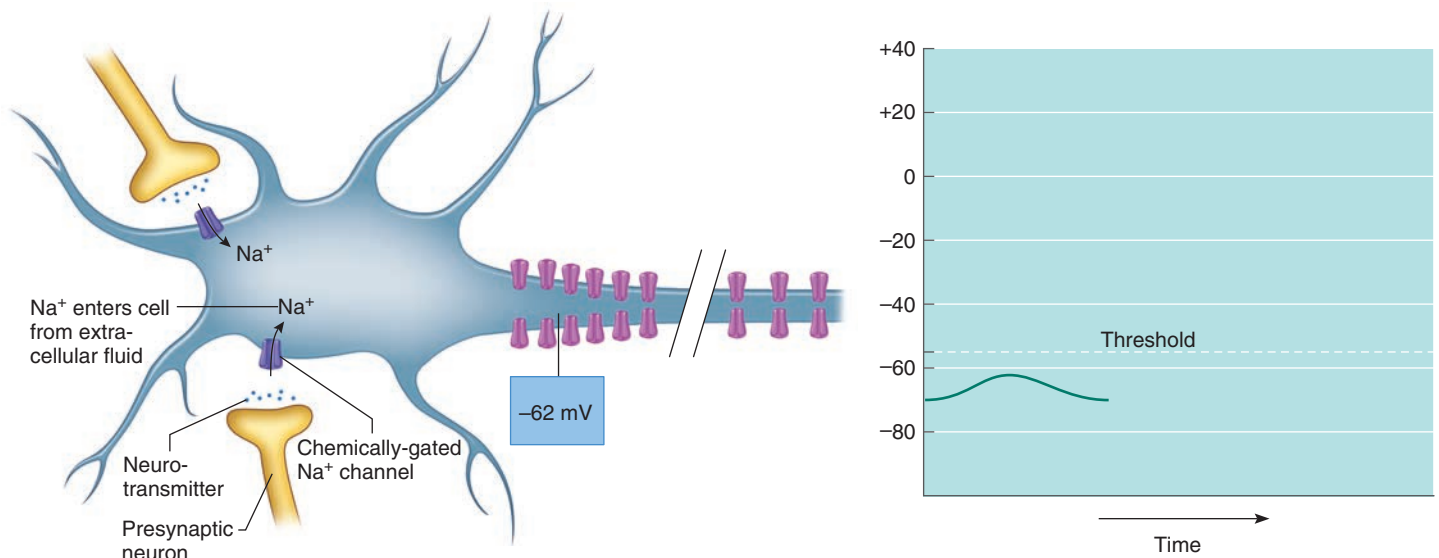 Na⁺
Na⁺
Na⁺ enters cell
from extra-
cellular fluid
–62 mV
Chemically-gated
Na⁺ channel
Neuro-
transmitter
Presynaptic
neuron
+40
+20
0
–20
–40
Threshold
–60
–80
Time